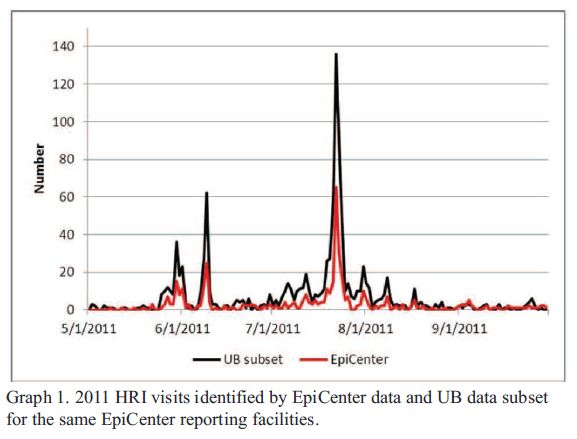 140
120
100
80
60
40
20
0
Number
5/1/2011 6/1/2011 7/1/2011 8/1/2011 9/1/2011
UB subset EpiCenter
Graph 1. 2011 HRI visits identified by EpiCenter data and UB data subset
for the same EpiCenter reporting facilities.